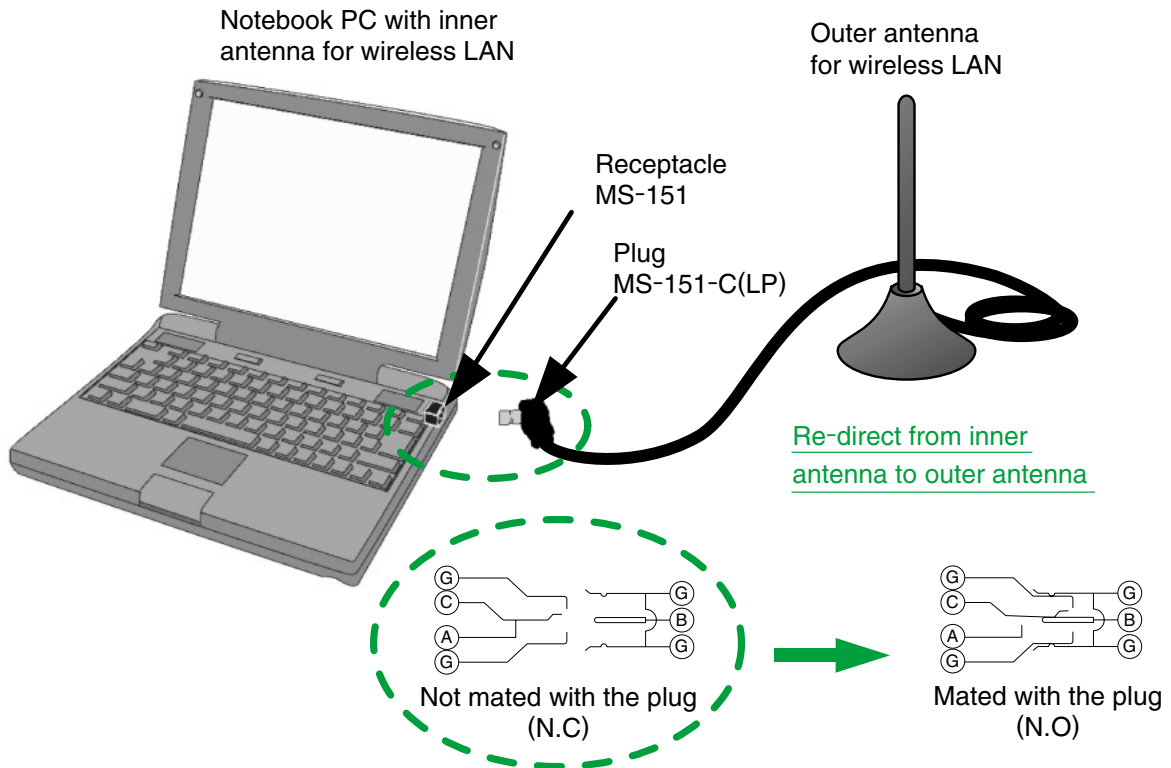 Notebook PC with inner
antenna for wireless LAN
Outer antenna
for wireless LAN
Receptacle
MS-151
Plug
MS-151-C(LP)
Re-direct from inner
antenna to outer antenna
G
C
A
G
G
B
G
Not mated with the plug
(N.C)
G
C
A
G
G
B
G
Mated with the plug
(N.O)